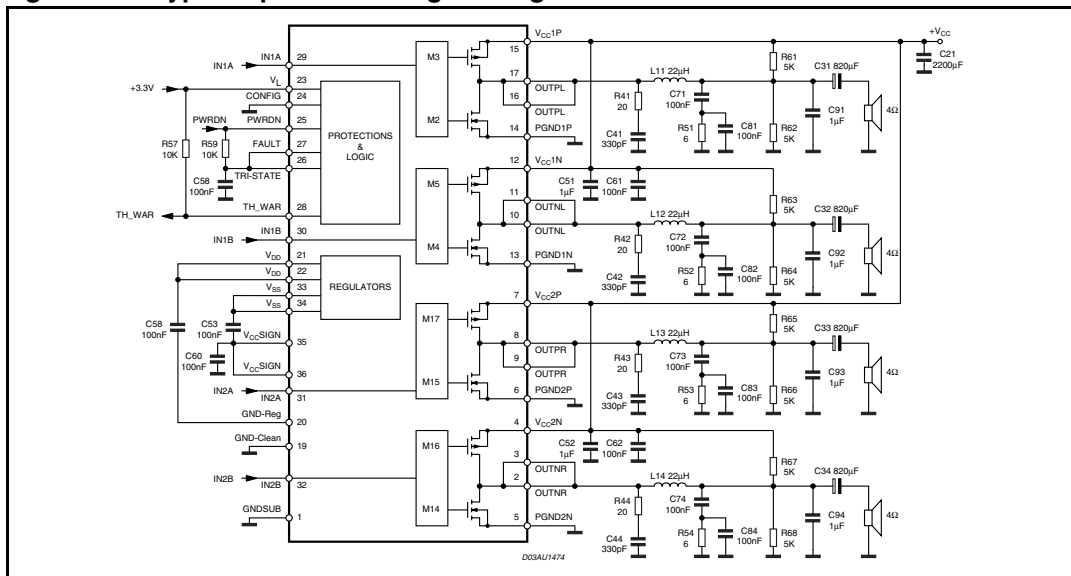 IN1A
IN1A
29
+3.3V
VL
23
CONFIG
24
PWRDN
PWRDN
25
R57
10K
R59
10K
FAULT
27
26
TRI-STATE
C58
100nF
TH_WAR
TH_WAR
28
IN1B
IN1B
30
VDD
21
VDD
22
VSS
33
VSS
34
C58
100nF
C53
100nF
VCCSIGN
35
C60
100nF
VCCSIGN
36
IN2A
IN2A
31
GND-Reg
20
GND-Clean
19
IN2B
IN2B
32
GNDSUB
1
PROTECTIONS
&
LOGIC
REGULATORS
M3
M2
M5
M4
M17
M15
M16
M14
15
VCC1P
17
OUTPL
16
OUTPL
14
PGND1P
12
VCC1N
11
OUTNL
10
OUTNL
13
PGND1N
7
VCC2P
8
OUTPR
9
OUTPR
6
PGND2P
4
VCC2N
3
OUTNR
2
OUTNR
5
PGND2N
+VCC
C21
2200µF
L11 22µH
R41
20
C41
330pF
C71
100nF
R51
6
C81
100nF
R61
5K
R62
5K
C31 820µF
C91
1µF
4Ω
C51
1µF
C61
100nF
L12 22µH
R42
20
C42
330pF
C72
100nF
R52
6
C82
100nF
R63
5K
R64
5K
C32 820µF
C92
1µF
4Ω
L13 22µH
R43
20
C43
330pF
C73
100nF
R53
6
C83
100nF
R65
5K
R66
5K
C33 820µF
C93
1µF
4Ω
C52
1µF
C62
100nF
L14 22µH
R44
20
C44
330pF
C74
100nF
R54
6
C84
100nF
R67
5K
R68
5K
C34 820µF
C94
1µF
4Ω
D03AU1474